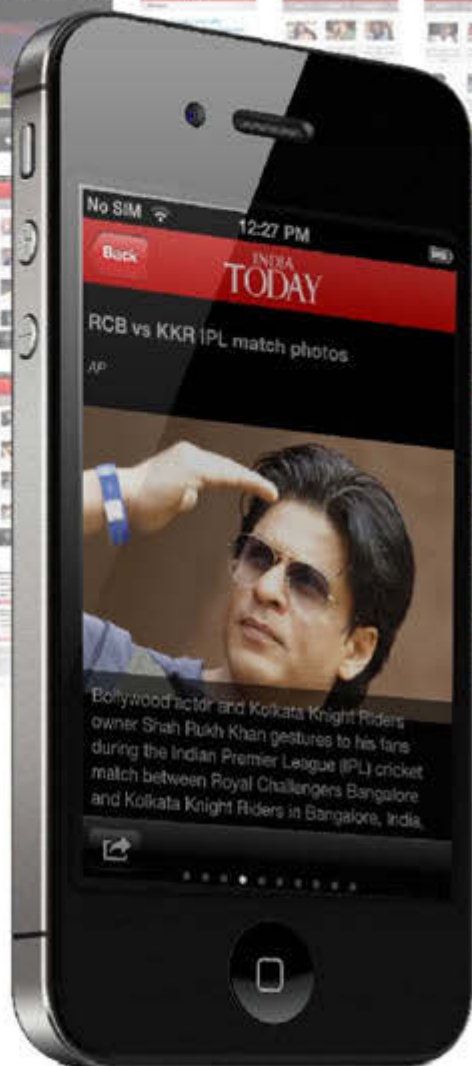 No SIM 12:27 PM
Back INDIA
TODAY
RCB vs KKR IPL match photos
AP
Bollywood actor and Kolkata Knight Riders
owner Shah Rukh Khan gestures to his fans
during the Indian Premier League (IPL) cricket
match between Royal Challengers Bangalore
and Kolkata Knight Riders in Bangalore, India.